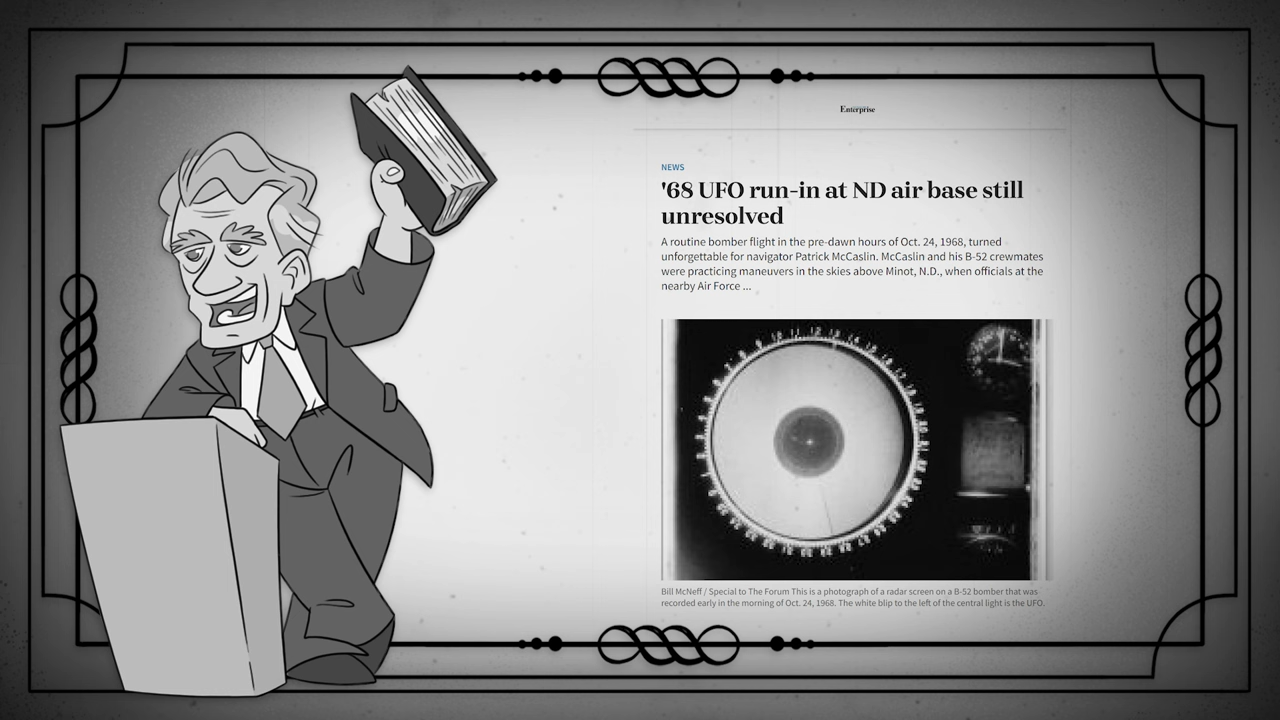 Enterprise
NEWS
'68 UFO run-in at ND air base still
unresolved
A routine bomber flight in the pre-dawn hours of Oct. 24, 1968, turned
unforgettable for navigator Patrick McCaslin. McCaslin and his B-52 crewmates
were practicing maneuvers in the skies above Minot, N.D., when officials at the
nearby Air Force ...
Bill McNeff / Special to The Forum This is a photograph of a radar screen on a B-52 bomber that was
recorded early in the morning of Oct. 24, 1968. The white blip to the left of the central light is the UFO.